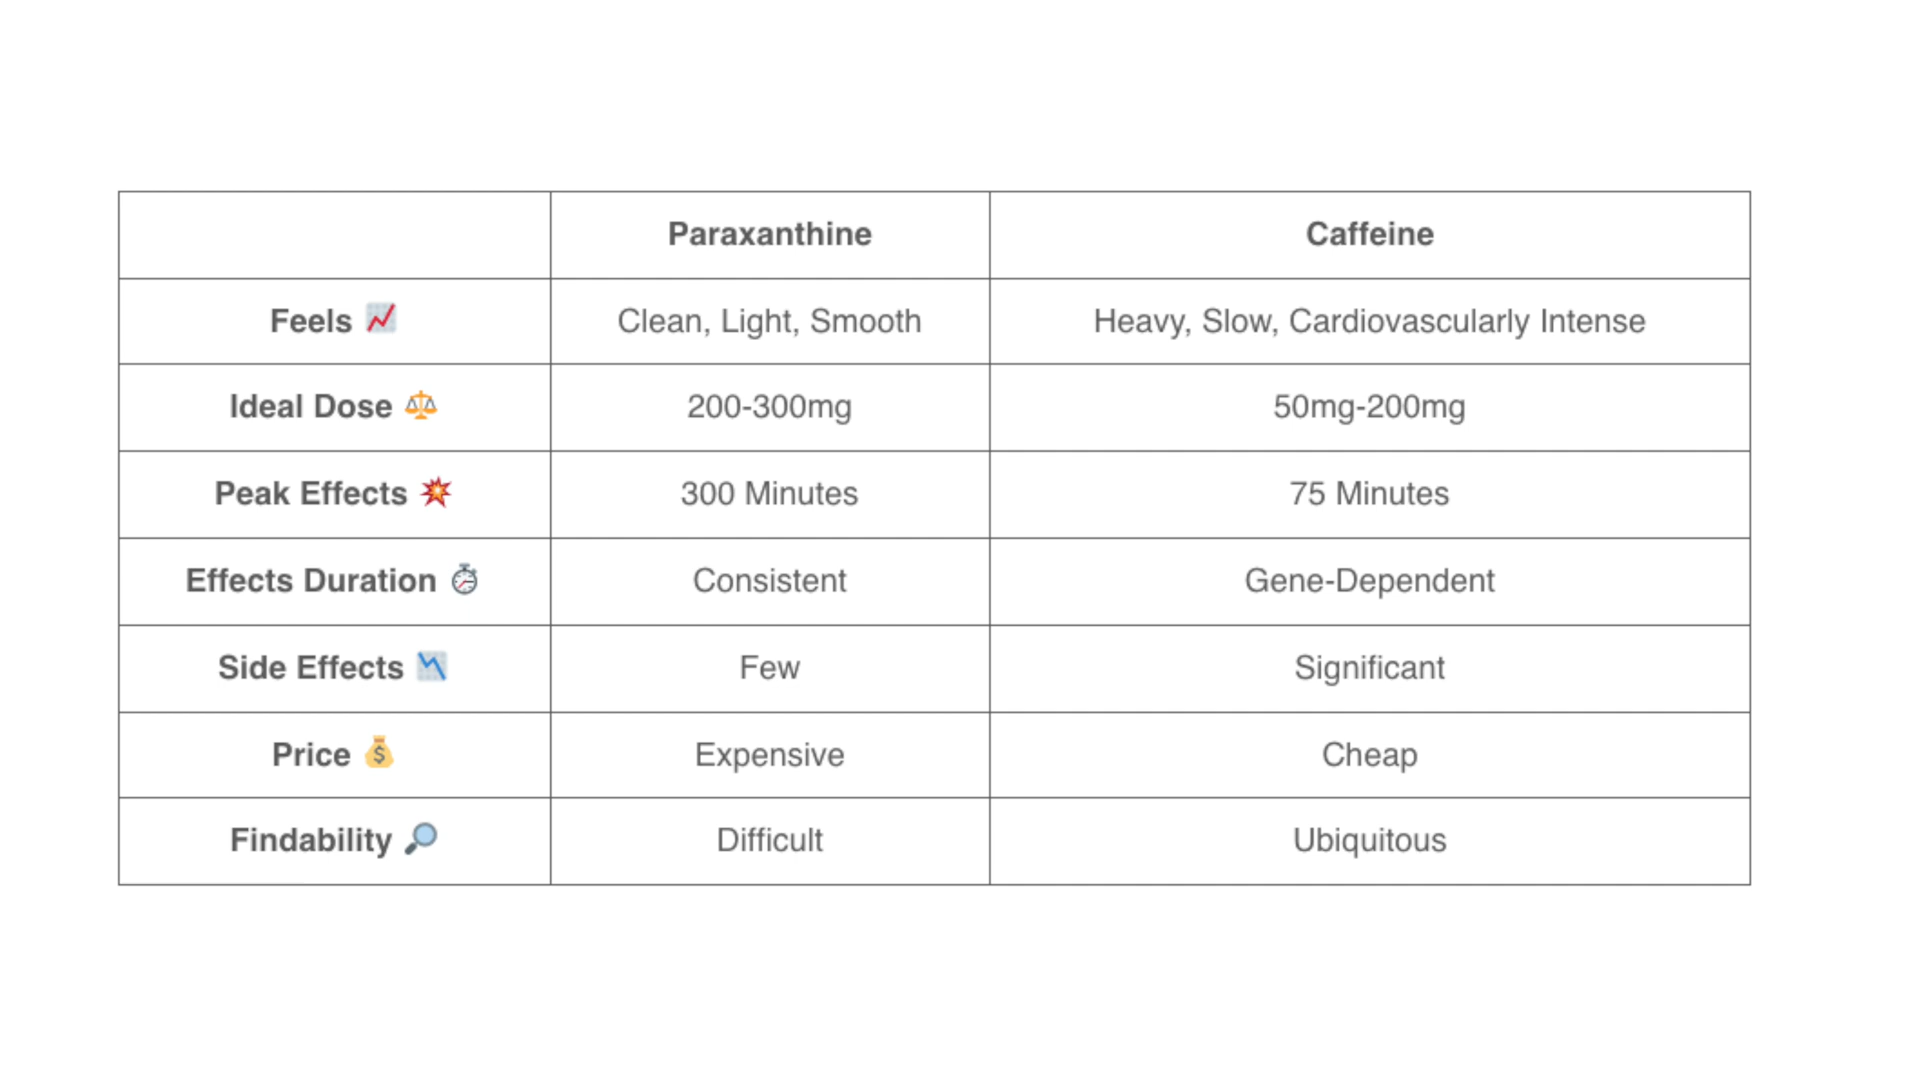 Paraxanthine Caffeine
Feels 📈 Clean, Light, Smooth Heavy, Slow, Cardiovascularly Intense
Ideal Dose ⚖️ 200-300mg 50mg-200mg
Peak Effects 💥 300 Minutes 75 Minutes
Effects Duration ⏱️ Consistent Gene-Dependent
Side Effects 📉 Few Significant
Price 💰 Expensive Cheap
Findability 🔎 Difficult Ubiquitous